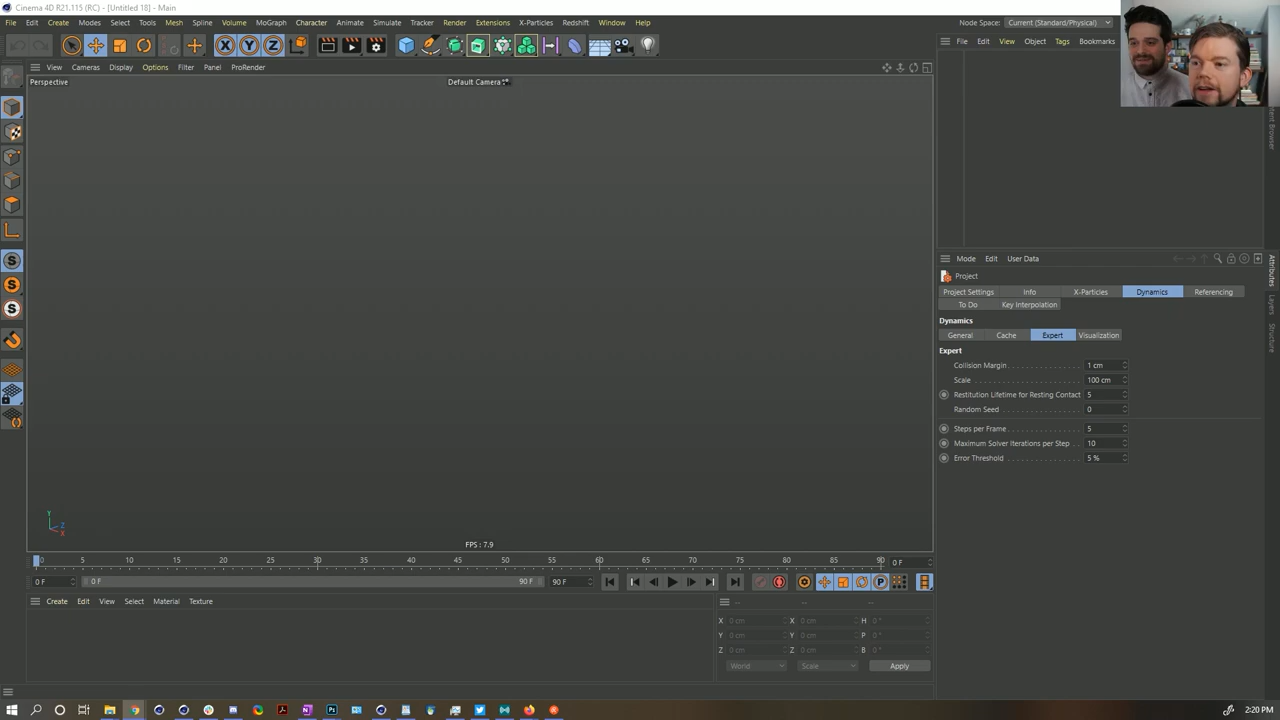 Cinema 4D R21.115 (RC) - [Untitled 18] - Main
File Edit Create Modes Select Tools Mesh Spline Volume MoGraph Character Animate Simulate Tracker Render Extensions X-Particles Redshift Window Help
Node Space: Current (Standard/Physical)
X Y Z
File Edit View Object Tags Bookmarks
View Cameras Display Options Filter Panel ProRender
Perspective
Default Camera
Content Browser
Mode Edit User Data
Project
Project Settings Info X-Particles Dynamics Referencing
To Do Key Interpolation
Dynamics
General Cache Expert Visualization
Expert
Collision Margin 1 cm
Scale 100 cm
Restitution Lifetime for Resting Contact 5
Random Seed 0
Steps per Frame 5
Maximum Solver Iterations per Step 10
Error Threshold 5 %
Attributes
Layers
Structure
S
S
S
Y
Z
X
FPS : 7.9
0 5 10 15 20 25 30 35 40 45 50 55 60 65 70 75 80 85 90 0 F
0 F 0 F 90 F 90 F P
Create Edit View Select Material Texture
-- -- --
X 0 cm X 0 cm H 0 °
Y 0 cm Y 0 cm P 0 °
Z 0 cm Z 0 cm B 0 °
World Scale Apply
2:20 PM